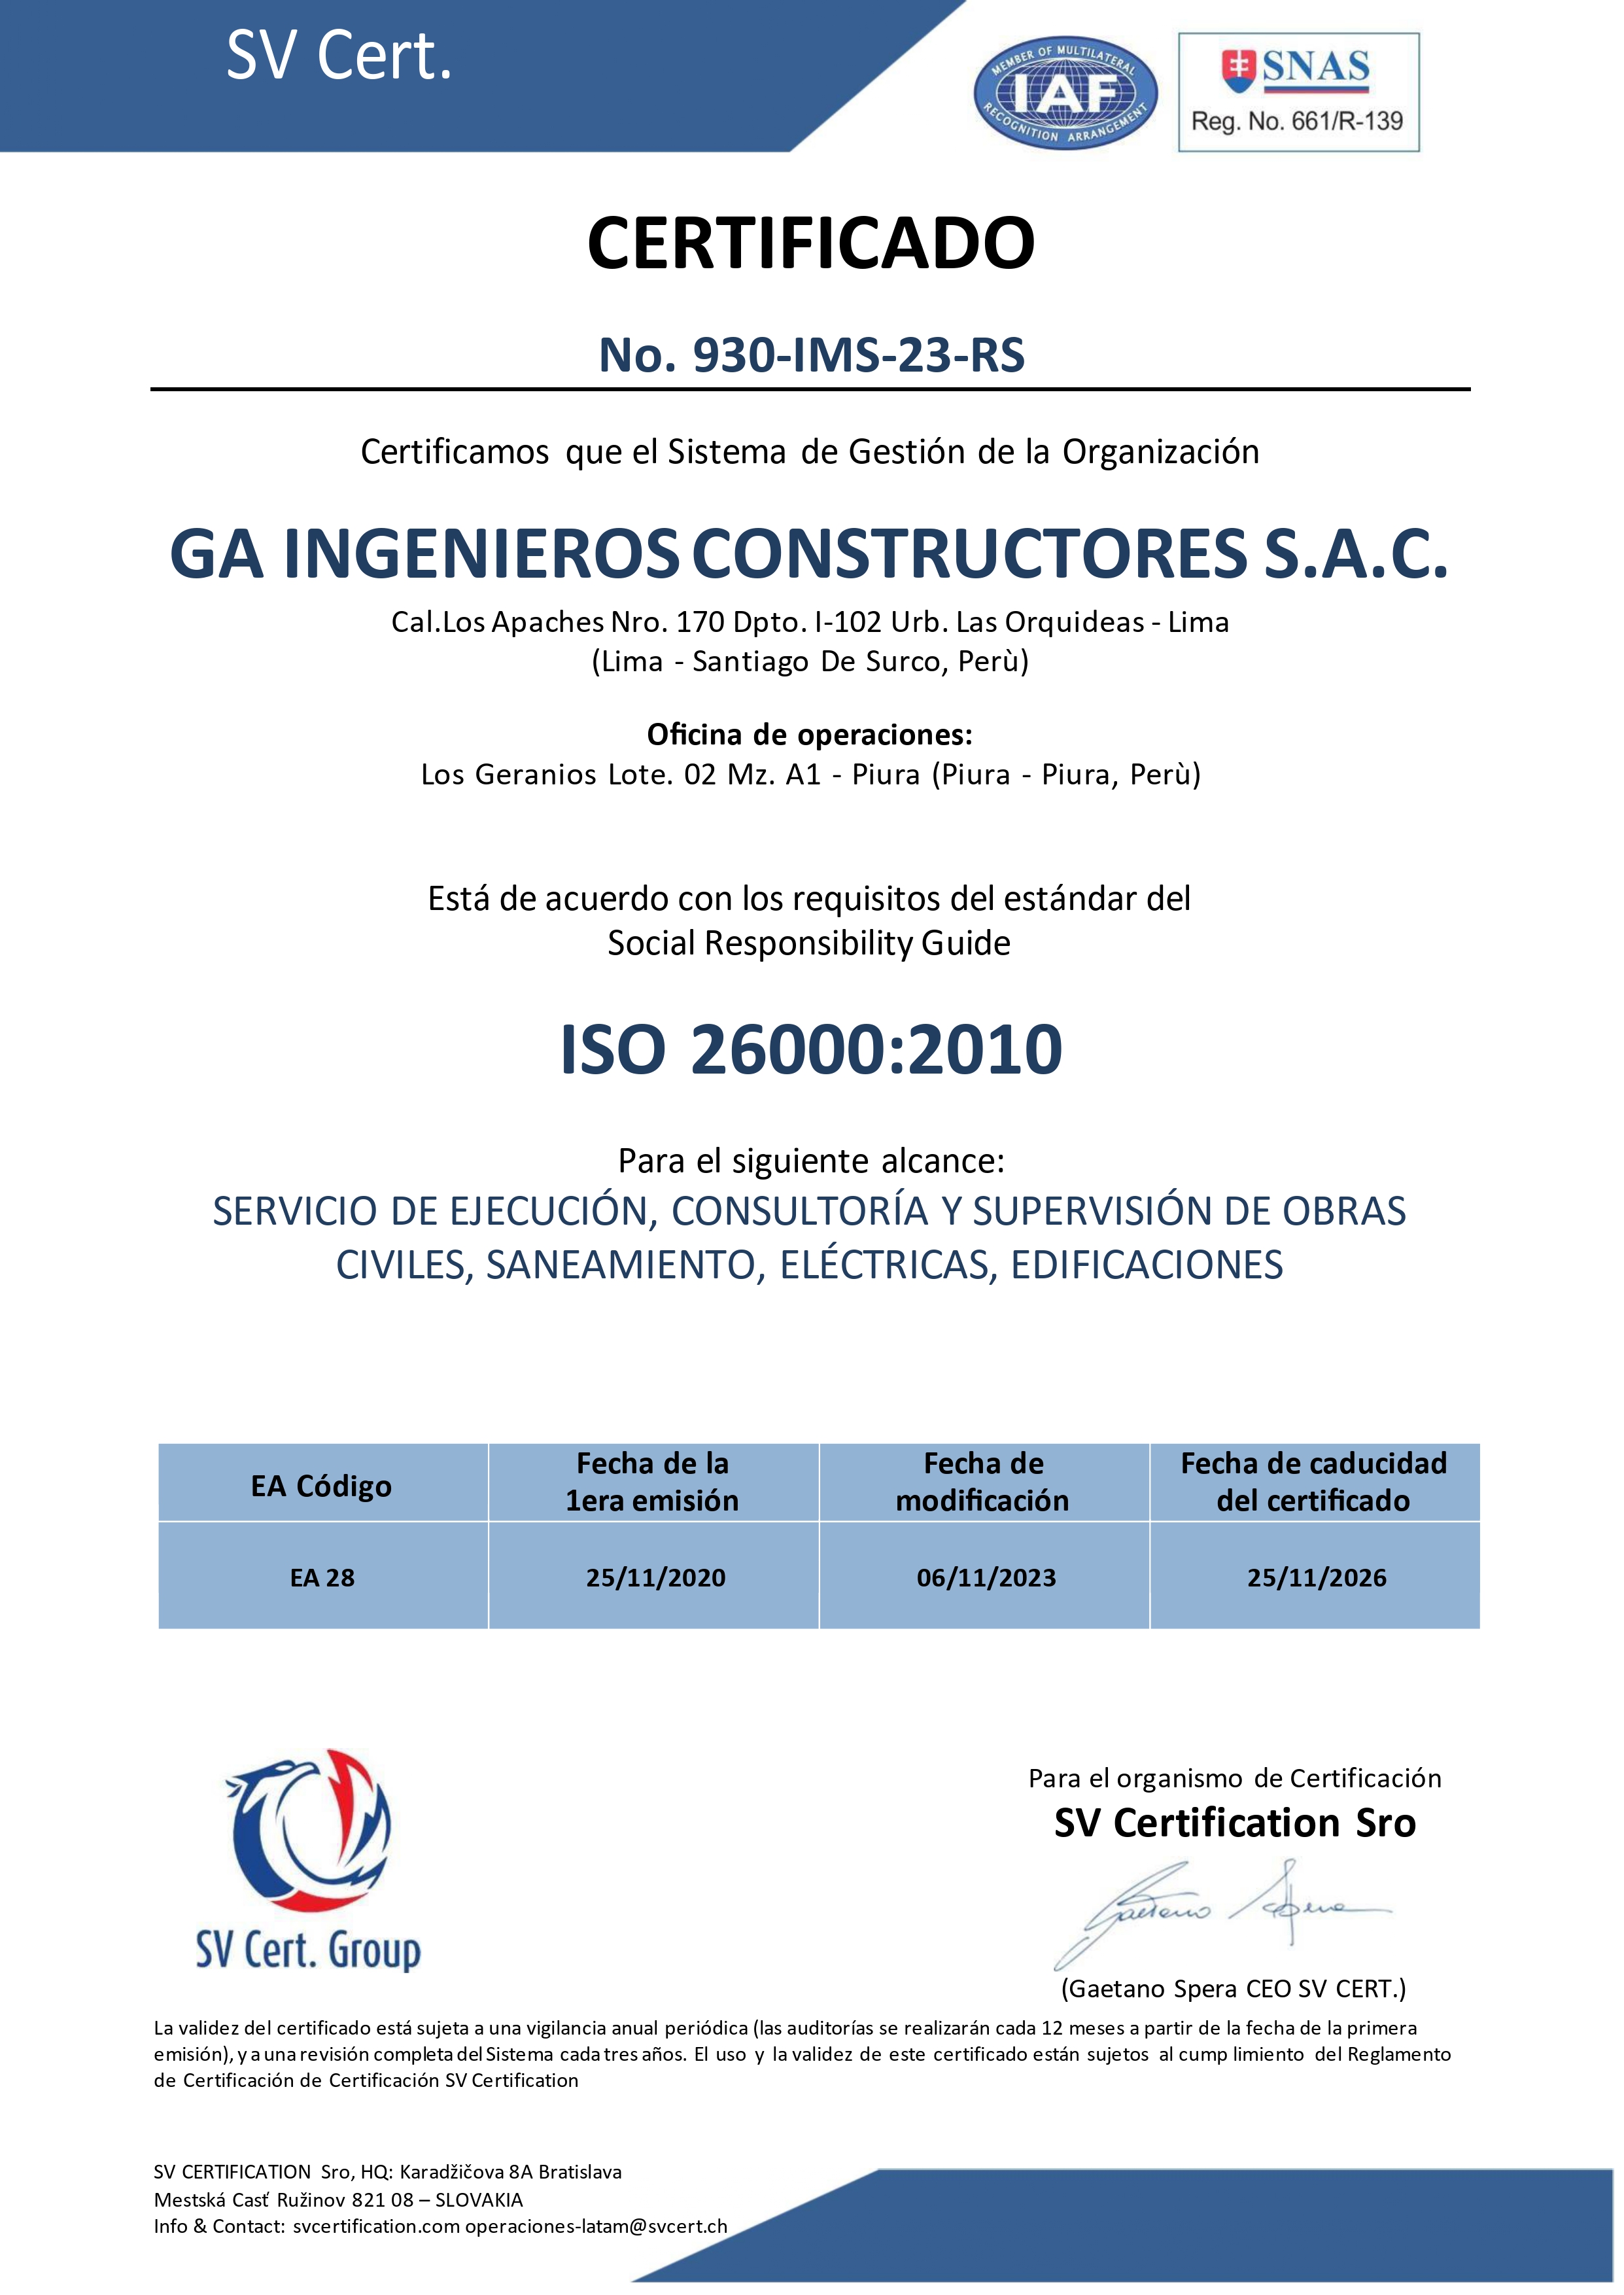 SV Cert.
MEMBER OF MULTILATERAL
IAF
RECOGNITION ARRANGEMENT
SNAS
Reg. No. 661/R-139
CERTIFICADO
No. 930-IMS-23-RS
Certificamos que el Sistema de Gestión de la Organización
GA INGENIEROS CONSTRUCTORES S.A.C.
Cal.Los Apaches Nro. 170 Dpto. I-102 Urb. Las Orquideas - Lima
(Lima - Santiago De Surco, Perù)
Oficina de operaciones:
Los Geranios Lote. 02 Mz. A1 - Piura (Piura - Piura, Perù)
Está de acuerdo con los requisitos del estándar del
Social Responsibility Guide
ISO 26000:2010
Para el siguiente alcance:
SERVICIO DE EJECUCIÓN, CONSULTORÍA Y SUPERVISIÓN DE OBRAS
CIVILES, SANEAMIENTO, ELÉCTRICAS, EDIFICACIONES
EA Código
Fecha de la
1era emisión
Fecha de
modificación
Fecha de caducidad
del certificado
EA 28
25/11/2020
06/11/2023
25/11/2026
SV Cert. Group
Para el organismo de Certificación
SV Certification Sro
Gaetano Spera
(Gaetano Spera CEO SV CERT.)
La validez del certificado está sujeta a una vigilancia anual periódica (las auditorías se realizarán cada 12 meses a partir de la fecha de la primera
emisión), y a una revisión completa del Sistema cada tres años. El uso y la validez de este certificado están sujetos al cump limiento del Reglamento
de Certificación de Certificación SV Certification
SV CERTIFICATION Sro, HQ: Karadžičova 8A Bratislava
Mestská Casť Ružinov 821 08 – SLOVAKIA
Info & Contact: svcertification.com operaciones-latam@svcert.ch